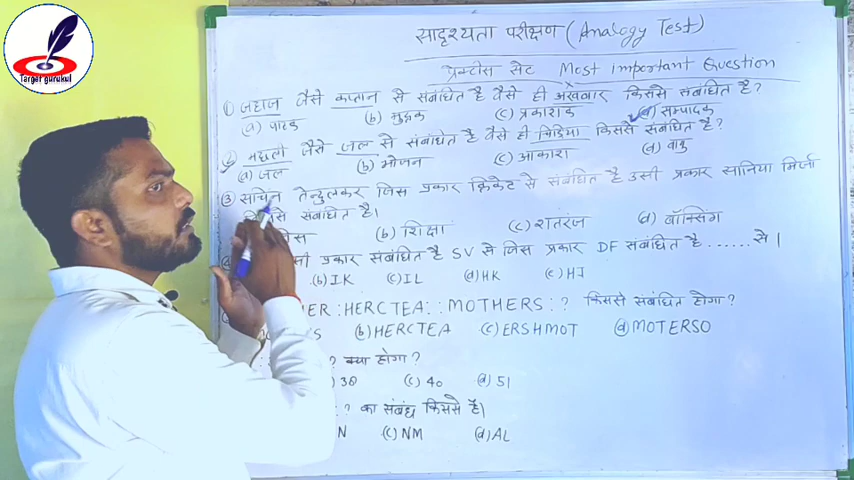 Target gurukul
सादृश्यता परीक्षण (Analogy Test)
प्रेक्टीस सेट Most important Question
① जहाज जैसे कप्तान से संबंधित है वैसे ही अखबार किससे संबंधित है?
(a) पाठक (b) मुद्रक (c) प्रकाशक (d) सम्पादक
मछली जैसे जल से संबंधित है वैसे ही चिड़िया किससे संबंधित है?
(a) जल (b) भोजन (c) आकाश (d) वायु
③ सचिन तेन्दुलकर जिस प्रकार क्रिकेट से संबंधित है उसी प्रकार सानिया मिर्जा
संबंधित है।
(b) शिक्षा (c) शतरंज (d) बॉक्सिंग
प्रकार संबंधित है SV से जिस प्रकार DF संबंधित है ...... से।
(b) IK (c) IL (d) HK (e) HJ
ER : HERCTEA :: MOTHERS : ? किससे संबंधित होगा?
S (b) HERCTEA (c) ERSHMOT (d) MOTERSO
? क्या होगा?
38 (c) 40 (d) 51
: ? का संबंध किससे है।
N (c) NM (d) AL